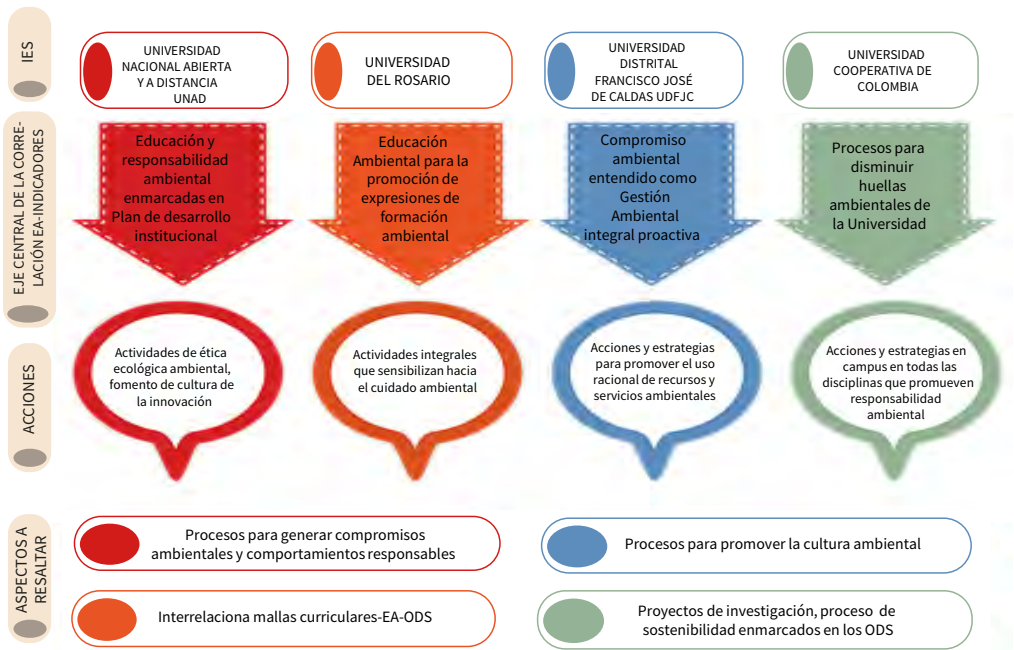 IES
UNIVERSIDAD
NACIONAL ABIERTA
Y A DISTANCIA
UNAD
UNIVERSIDAD
DEL ROSARIO
UNIVERSIDAD
DISTRITAL
FRANCISCO JOSÉ
DE CALDAS UDFJC
UNIVERSIDAD
COOPERATIVA DE
COLOMBIA
EJE CENTRAL DE LA CORRE-
LACIÓN EA-INDICADORES
Educación y
responsabilidad
ambiental
enmarcadas en
Plan de desarrollo
institucional
Educación
Ambiental para la
promoción de
expresiones de
formación
ambiental
Compromiso
ambiental
entendido como
Gestión
Ambiental
integral proactiva
Procesos para
disminuir
huellas
ambientales de
la Universidad
ACCIONES
Actividades de ética
ecológica ambiental,
fomento de cultura de
la innovación
Actividades integrales
que sensibilizan hacia
el cuidado ambiental
Acciones y estrategias
para promover el uso
racional de recursos y
servicios ambientales
Acciones y estrategias en
campus en todas las
disciplinas que promueven
responsabilidad
ambiental
ASPECTOS A
RESALTAR
Procesos para generar compromisos
ambientales y comportamientos responsables
Procesos para promover la cultura ambiental
Interrelaciona mallas curriculares-EA-ODS
Proyectos de investigación, proceso de
sostenibilidad enmarcados en los ODS